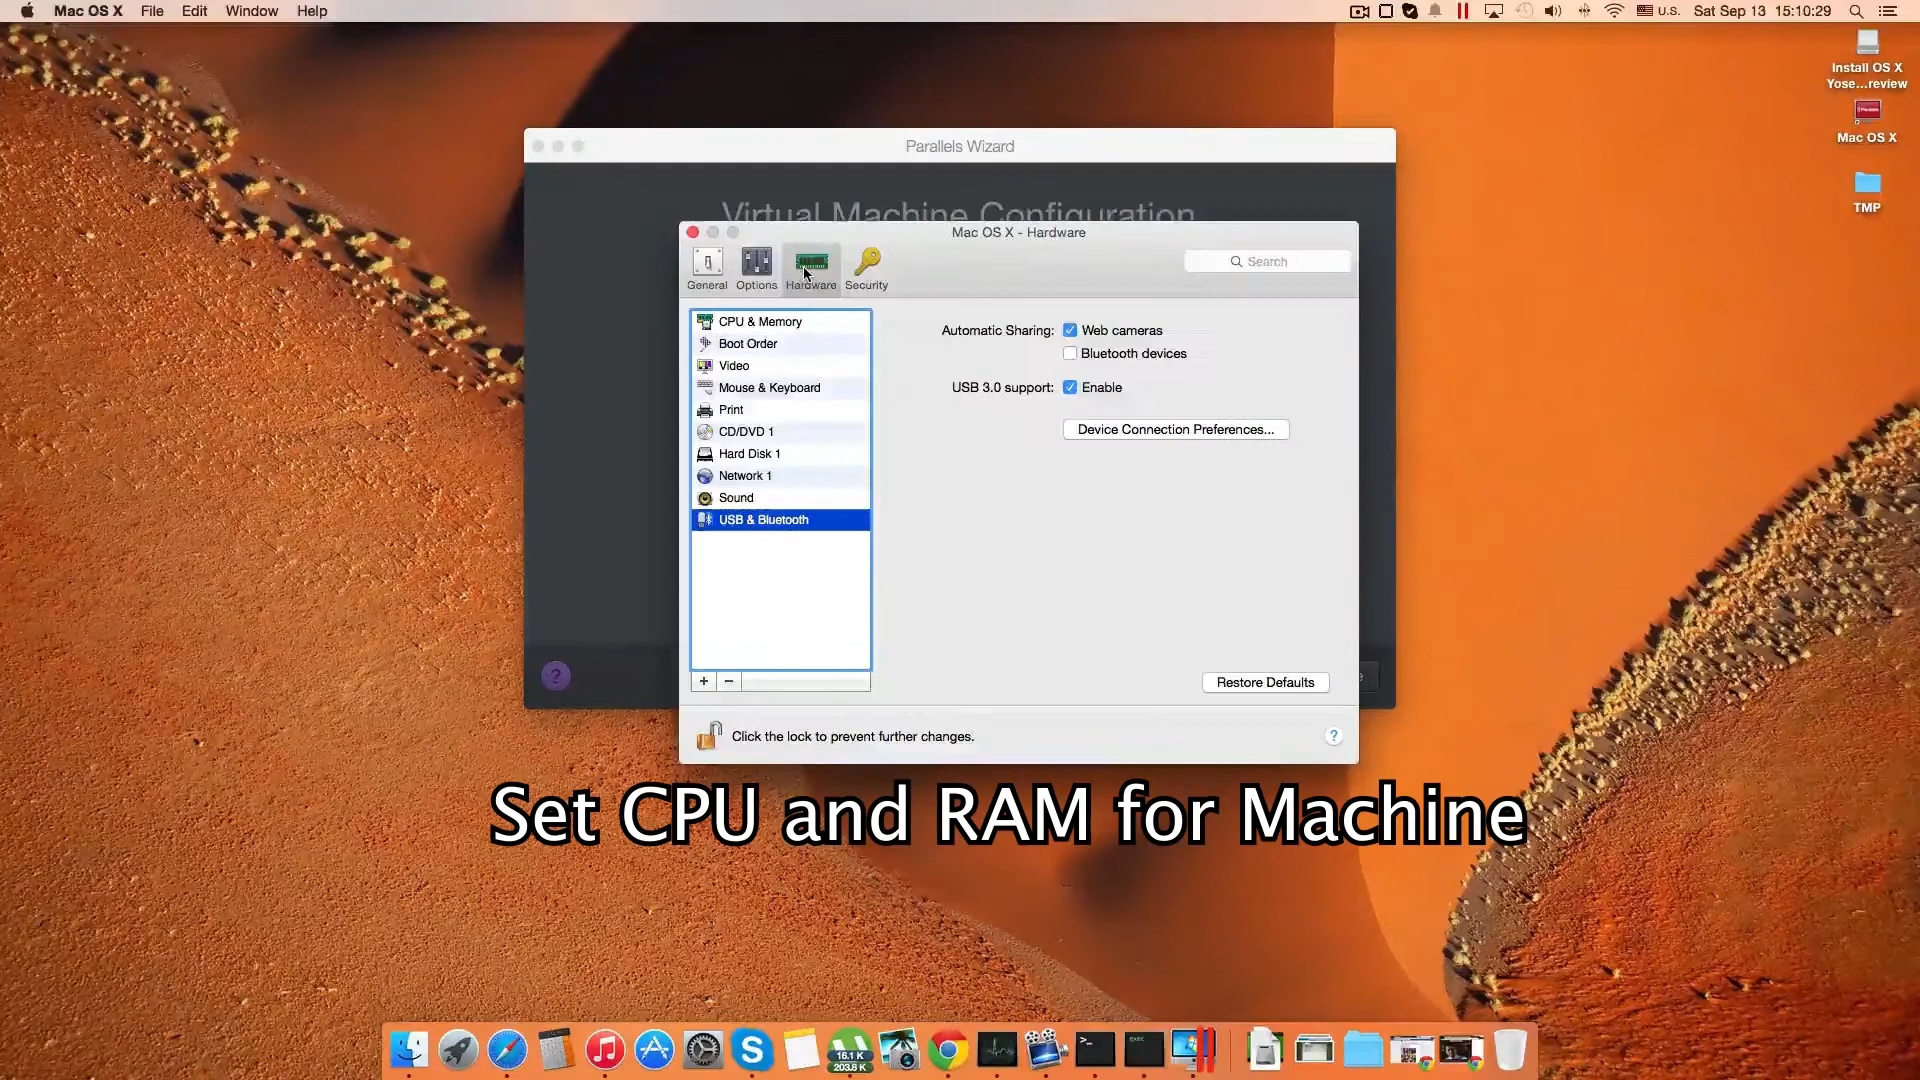 Mac OS X File Edit Window Help
U.S. Sat Sep 13 15:10:29
Install OS X
Yose...review
Mac OS X
TMP
Parallels Wizard
Virtual Machine Configuration
Mac OS X - Hardware
General Options Hardware Security
Search
CPU & Memory
Boot Order
Video
Mouse & Keyboard
Print
CD/DVD 1
Hard Disk 1
Network 1
Sound
USB & Bluetooth
Automatic Sharing: Web cameras
Bluetooth devices
USB 3.0 support: Enable
Device Connection Preferences...
+ −
Restore Defaults
?
Click the lock to prevent further changes.
?
Set CPU and RAM for Machine
16.1 K
203.8 K